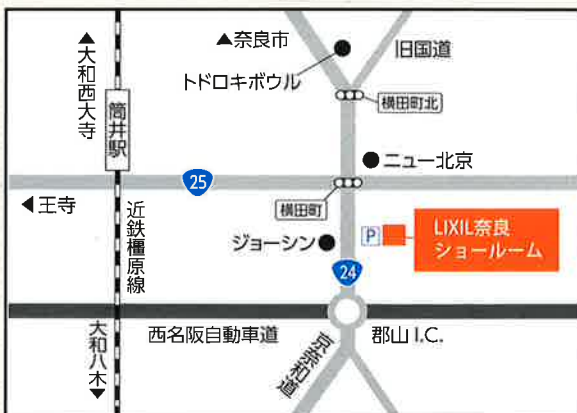 ▲大和西大寺
▲奈良市
旧国道
トドロキボウル
横田町北
筒井駅
ニュー北京
25
◀王寺
横田町
近鉄橿原線
ジョーシン
P
LIXIL奈良
ショールーム
24
西名阪自動車道
郡山I.C.
大和八木▼
京奈和道